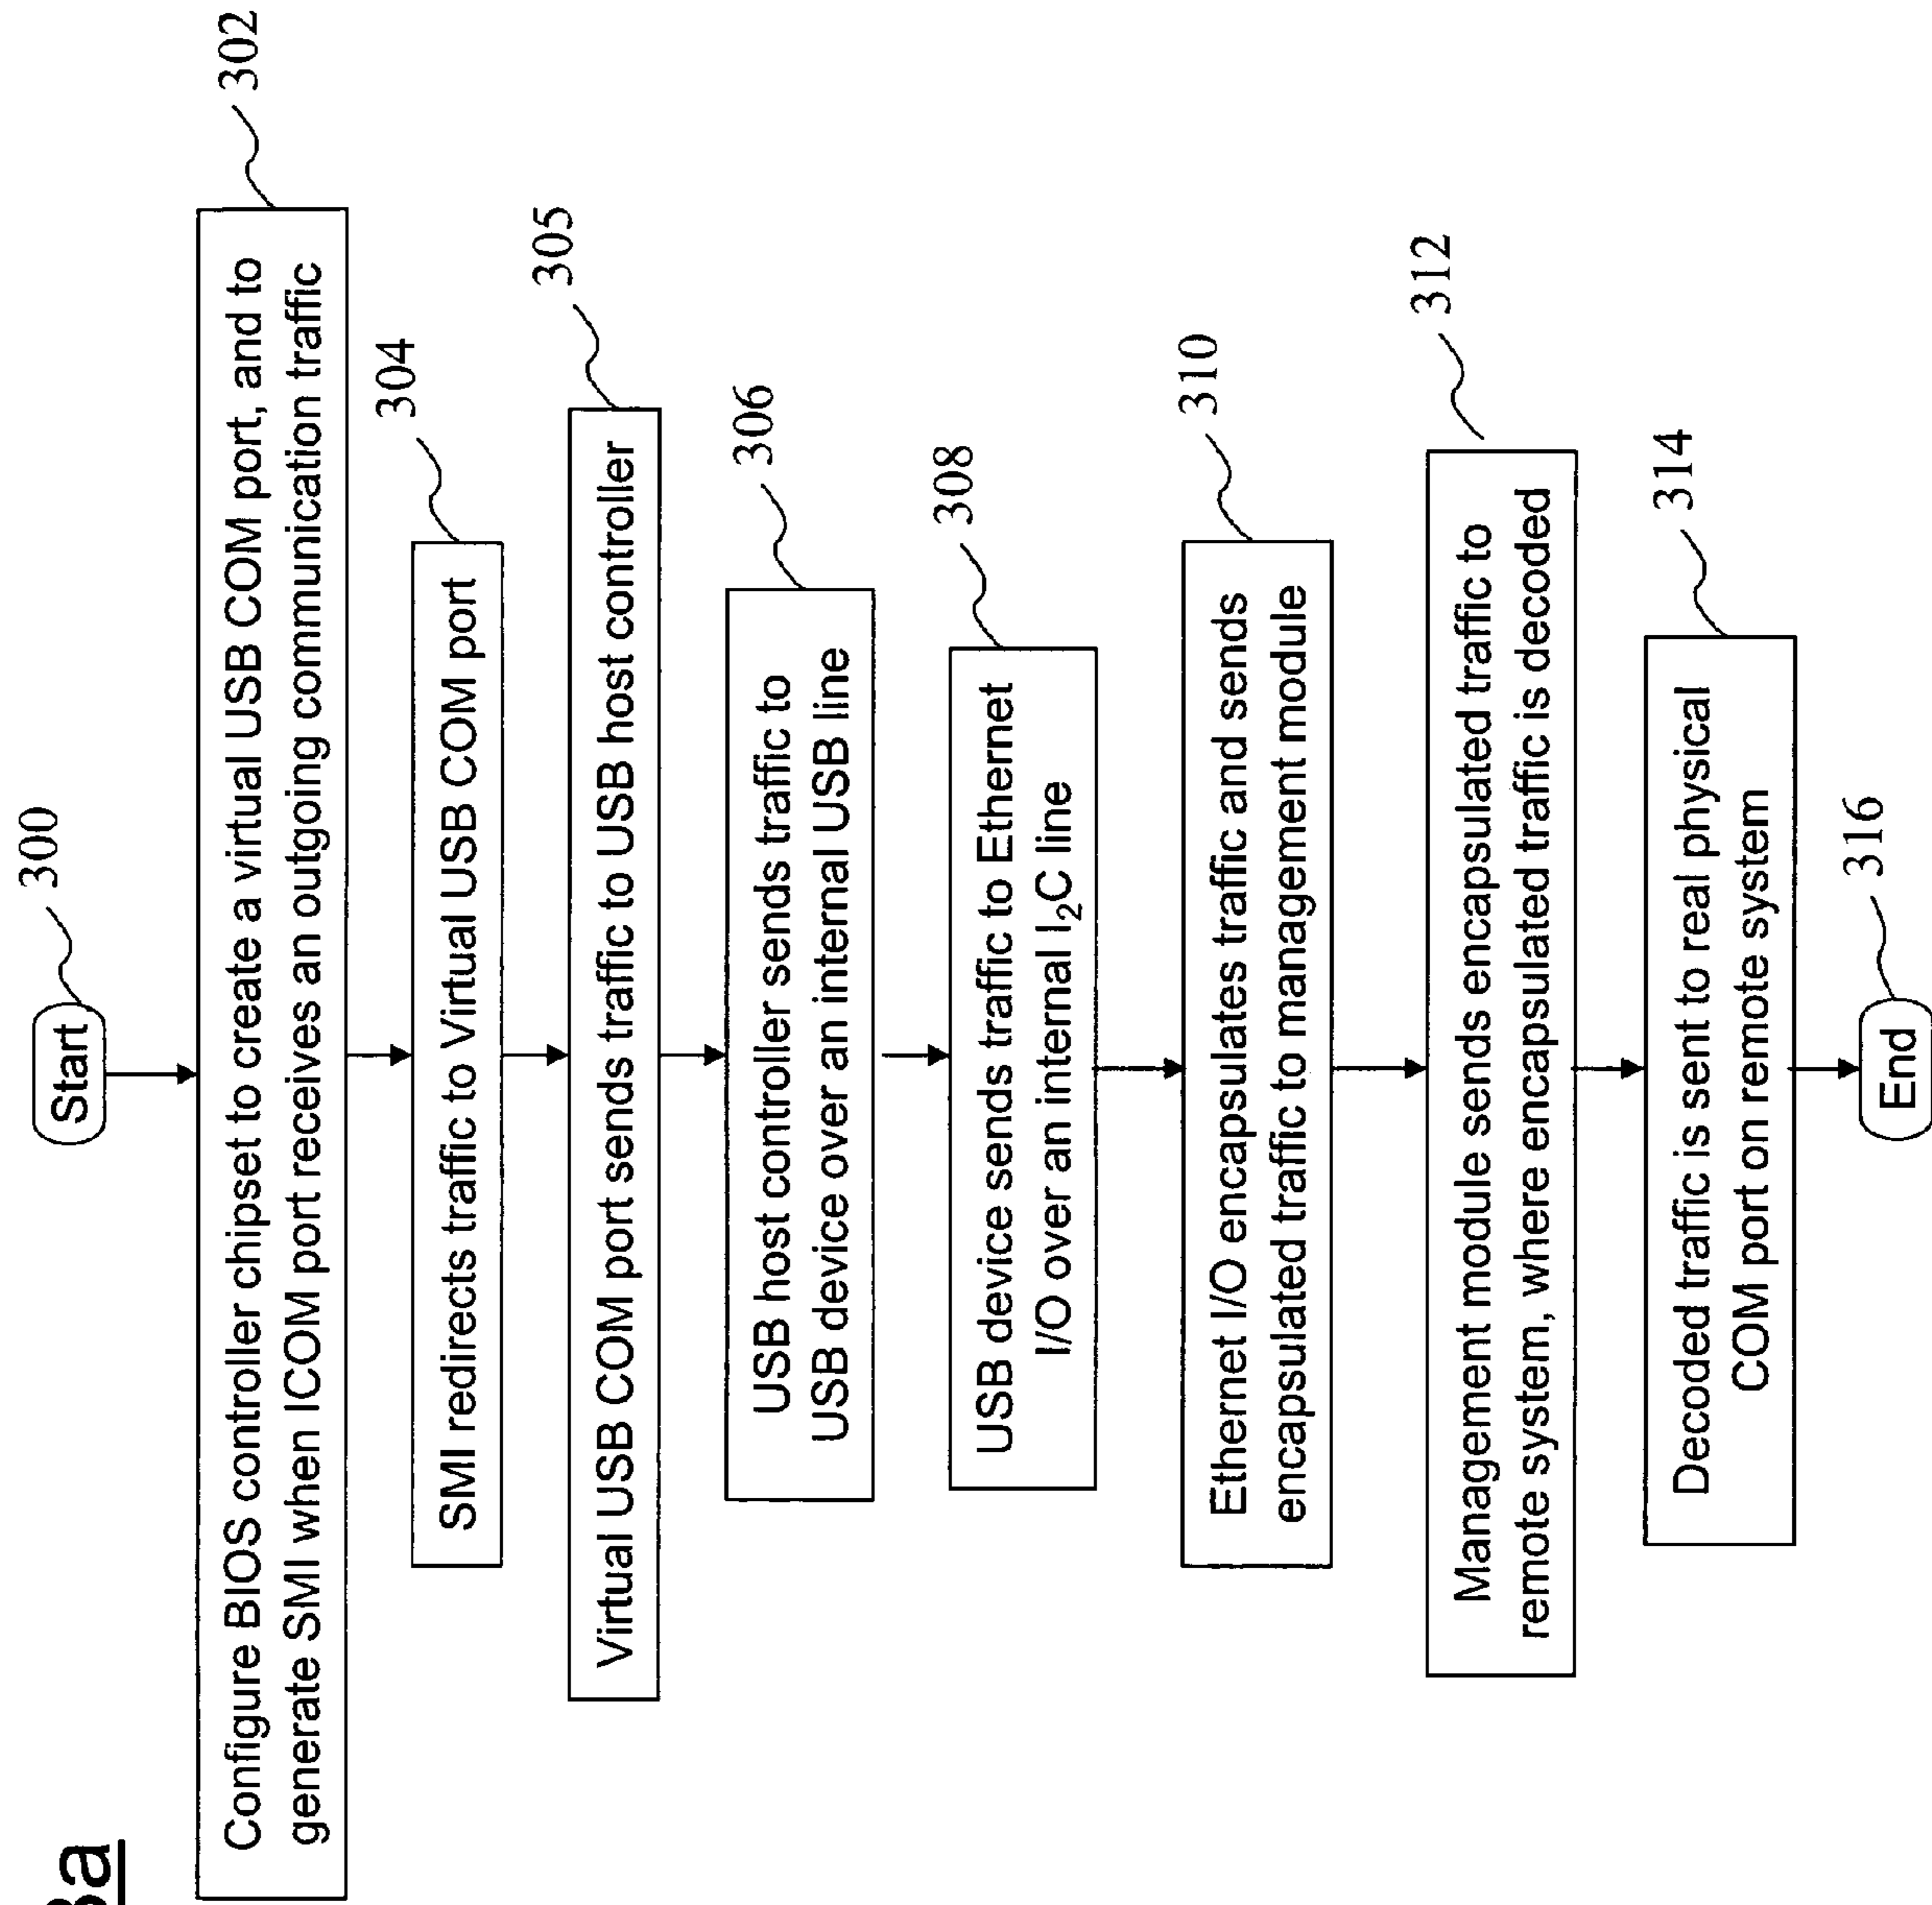 3a
Start
300
Configure BIOS controller chipset to create a virtual USB COM port, and to
generate SMI when ICOM port receives an outgoing communication traffic
302
SMI redirects traffic to Virtual USB COM port
304
Virtual USB COM port sends traffic to USB host controller
305
USB host controller sends traffic to
USB device over an internal USB line
306
USB device sends traffic to Ethernet
I/O over an internal I₂C line
308
Ethernet I/O encapsulates traffic and sends
encapsulated traffic to management module
310
Management module sends encapsulated traffic to
remote system, where encapsulated traffic is decoded
312
Decoded traffic is sent to real physical
COM port on remote system
314
End
316